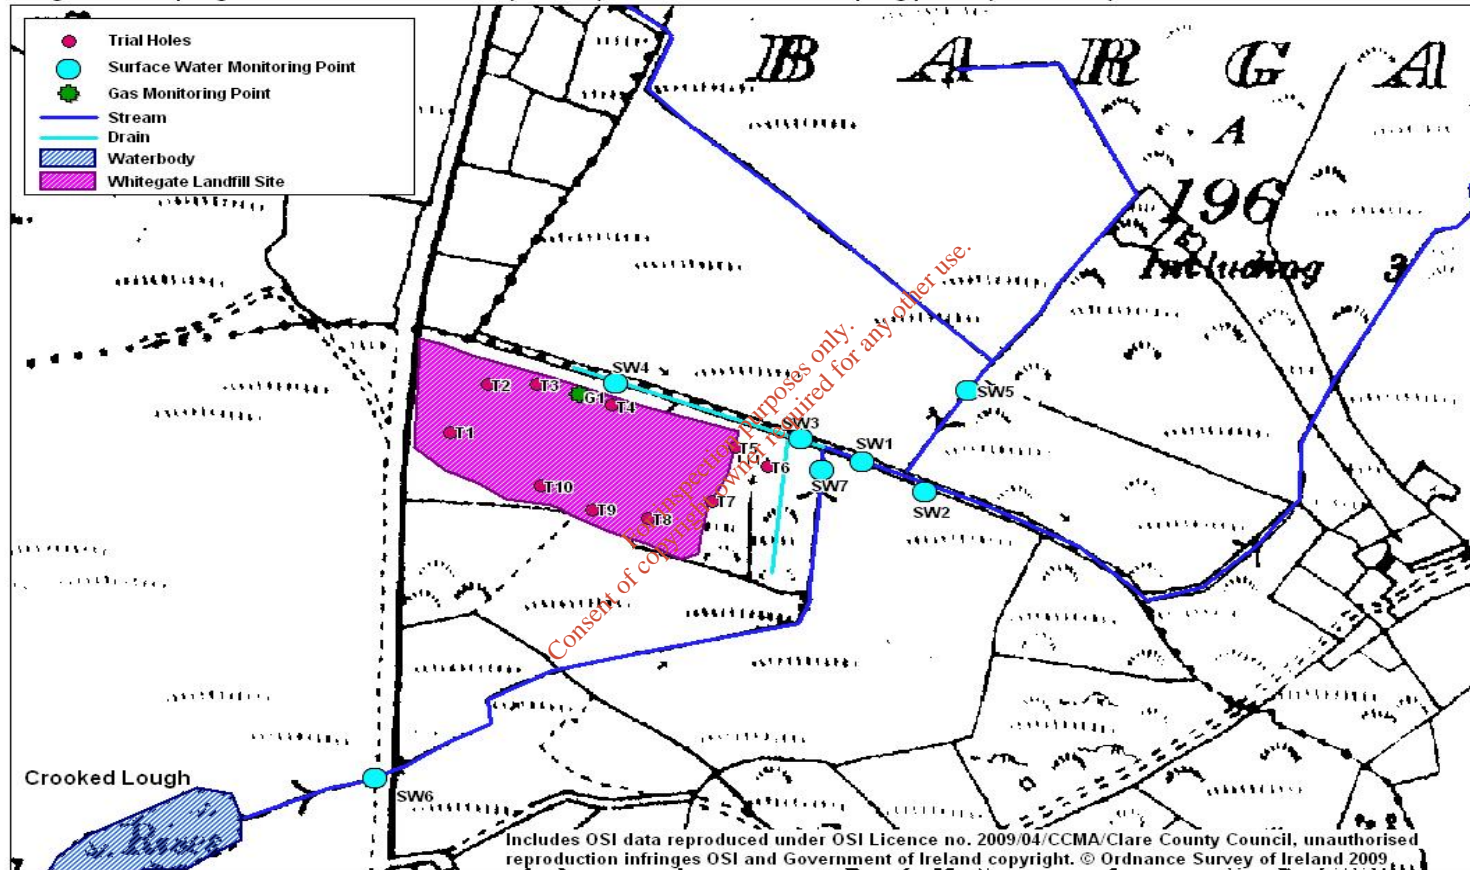 Trial Holes
Surface Water Monitoring Point
Gas Monitoring Point
Stream
Drain
Waterbody
Whitegate Landfill Site
B A R G A
A
196
Including 3
SW4
T2
T3
G1
T4
T1
SW3
SW5
T5
T6
SW1
SW7
SW2
T10
T9
T8
T7
For inspection purposes only.
Consent of copyright owner required for any other use.
Crooked Lough
SW6
Includes OSI data reproduced under OSI Licence no. 2009/04/CCMA/Clare County Council, unauthorised
reproduction infringes OSI and Government of Ireland copyright. © Ordnance Survey of Ireland 2009